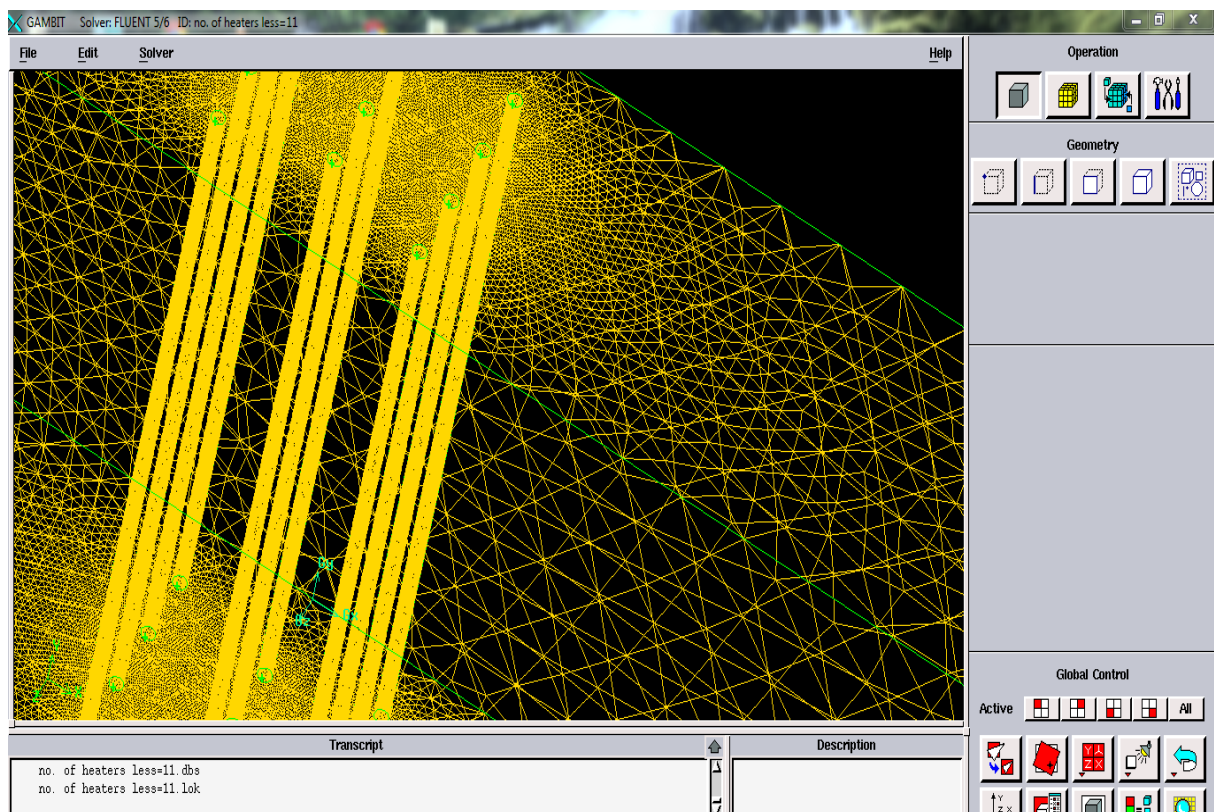 GAMBIT Solver: FLUENT 5/6 ID: no. of heaters less=11
File Edit Solver Help
Operation
Geometry
Global Control
Active All
Transcript
Description
no. of heaters less=11.dbs
no. of heaters less=11.lok